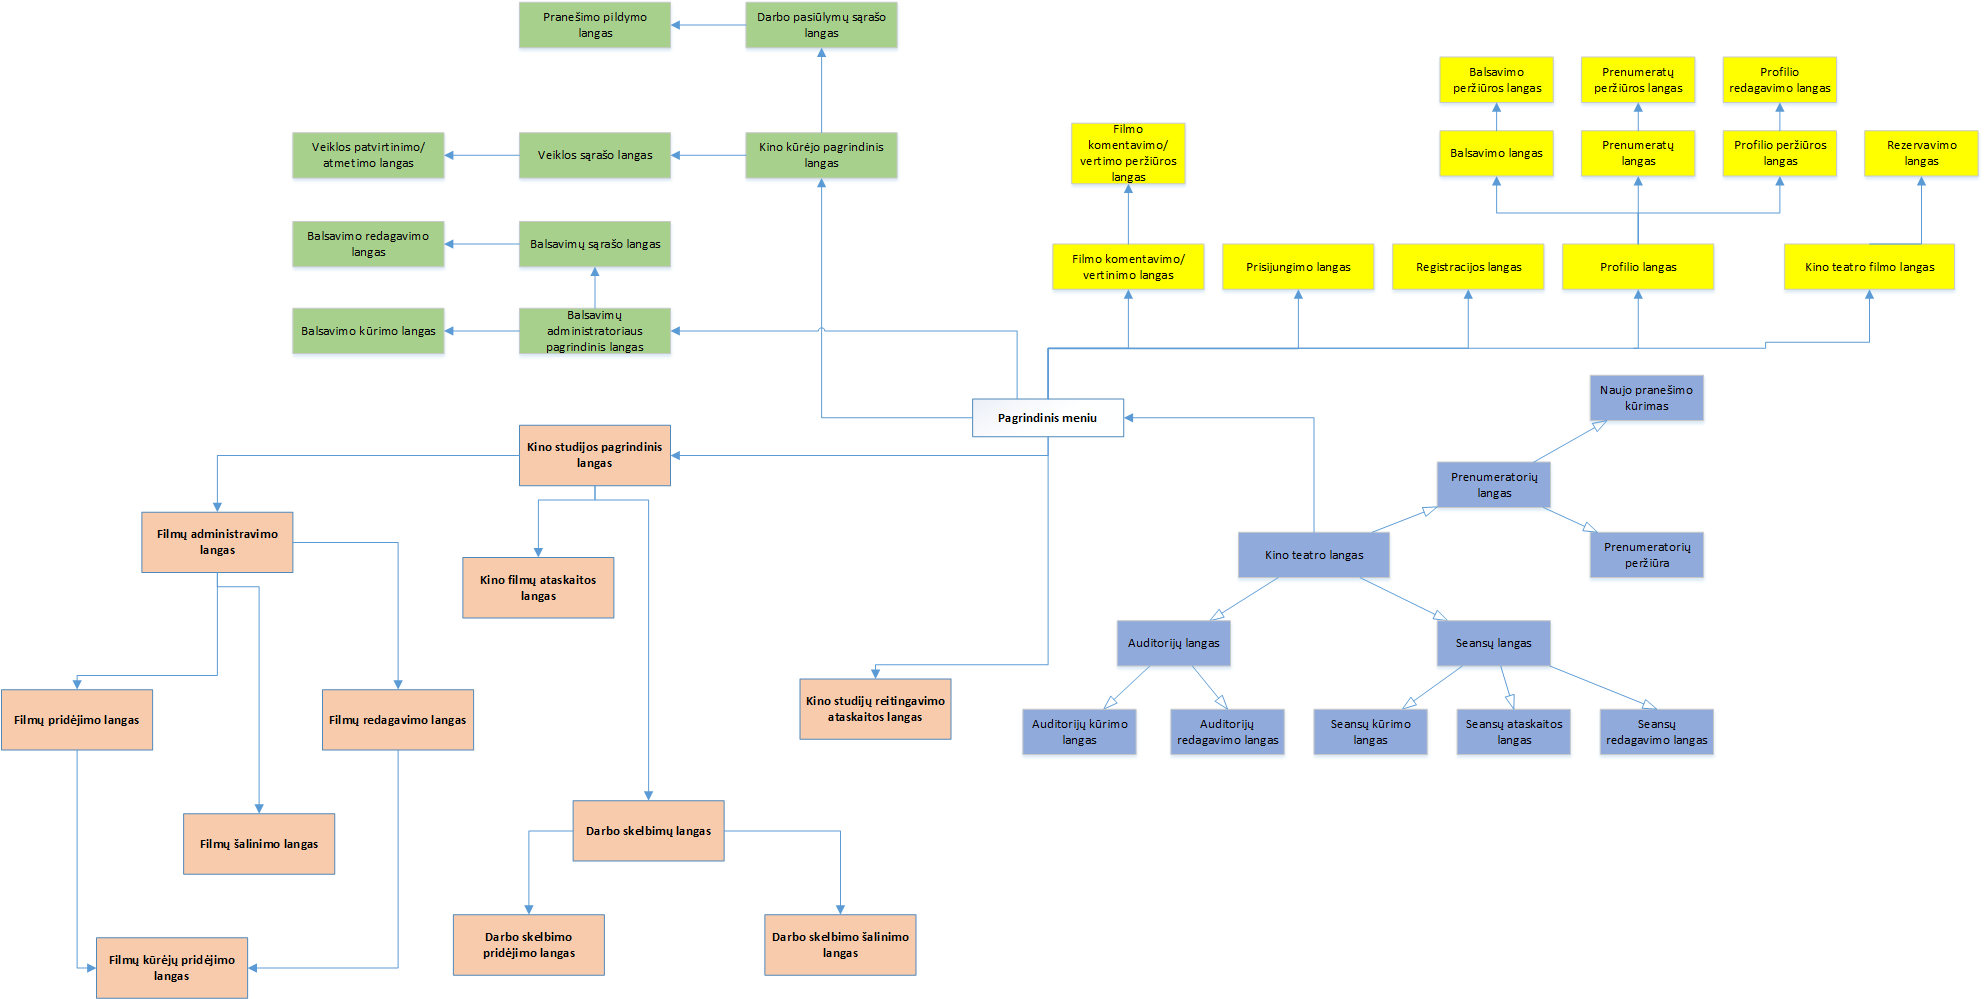 Pranešimo pildymo
langas
Darbo pasiūlymų sąrašo
langas
Veiklos patvirtinimo/
atmetimo langas
Veiklos sąrašo langas
Kino kūrėjo pagrindinis
langas
Balsavimo redagavimo
langas
Balsavimų sąrašo langas
Balsavimo kūrimo langas
Balsavimų
administratoriaus
pagrindinis langas
Balsavimo
peržiūros langas
Prenumeratų
peržiūros langas
Profilio
redagavimo langas
Filmo
komentavimo/
vertimo peržiūros
langas
Balsavimo langas
Prenumeratų
langas
Profilio peržiūros
langas
Rezervavimo
langas
Filmo komentavimo/
vertinimo langas
Prisijungimo langas
Registracijos langas
Profilio langas
Kino teatro filmo langas
Pagrindinis meniu
Naujo pranešimo
kūrimas
Prenumeratorių
langas
Kino teatro langas
Prenumeratorių
peržiūra
Auditorijų langas
Seansų langas
Auditorijų kūrimo
langas
Auditorijų
redagavimo langas
Seansų kūrimo
langas
Seansų ataskaitos
langas
Seansų
redagavimo langas
Kino studijos pagrindinis
langas
Filmų administravimo
langas
Kino filmų ataskaitos
langas
Filmų pridėjimo langas
Filmų redagavimo langas
Kino studijų reitingavimo
ataskaitos langas
Filmų šalinimo langas
Darbo skelbimų langas
Filmų kūrėjų pridėjimo
langas
Darbo skelbimo
pridėjimo langas
Darbo skelbimo šalinimo
langas